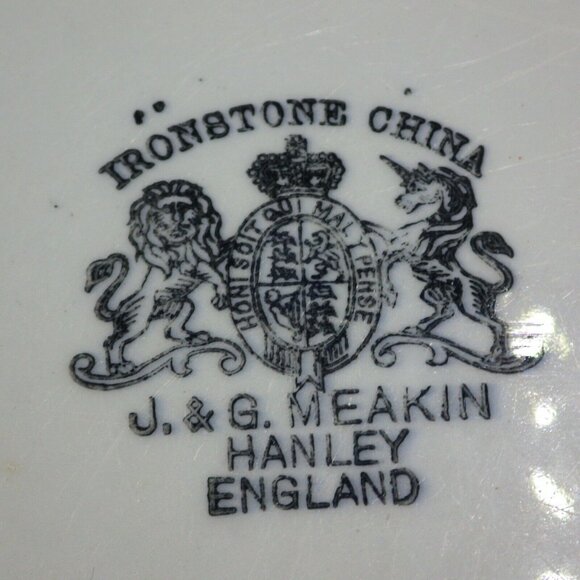 IRONSTONE CHINA
HONI SOIT QUI MAL Y PENSE
J. & G. MEAKIN
HANLEY
ENGLAND